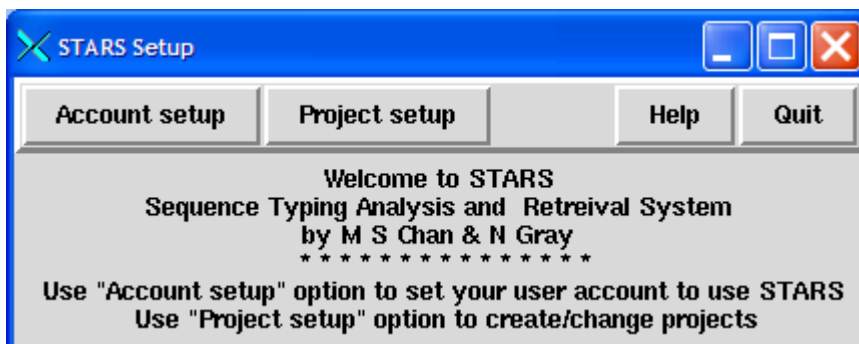 STARS Setup
Account setup Project setup Help Quit
Welcome to STARS
Sequence Typing Analysis and Retreival System
by M S Chan & N Gray
* * * * * * * * * * * * * * *
Use "Account setup" option to set your user account to use STARS
Use "Project setup" option to create/change projects